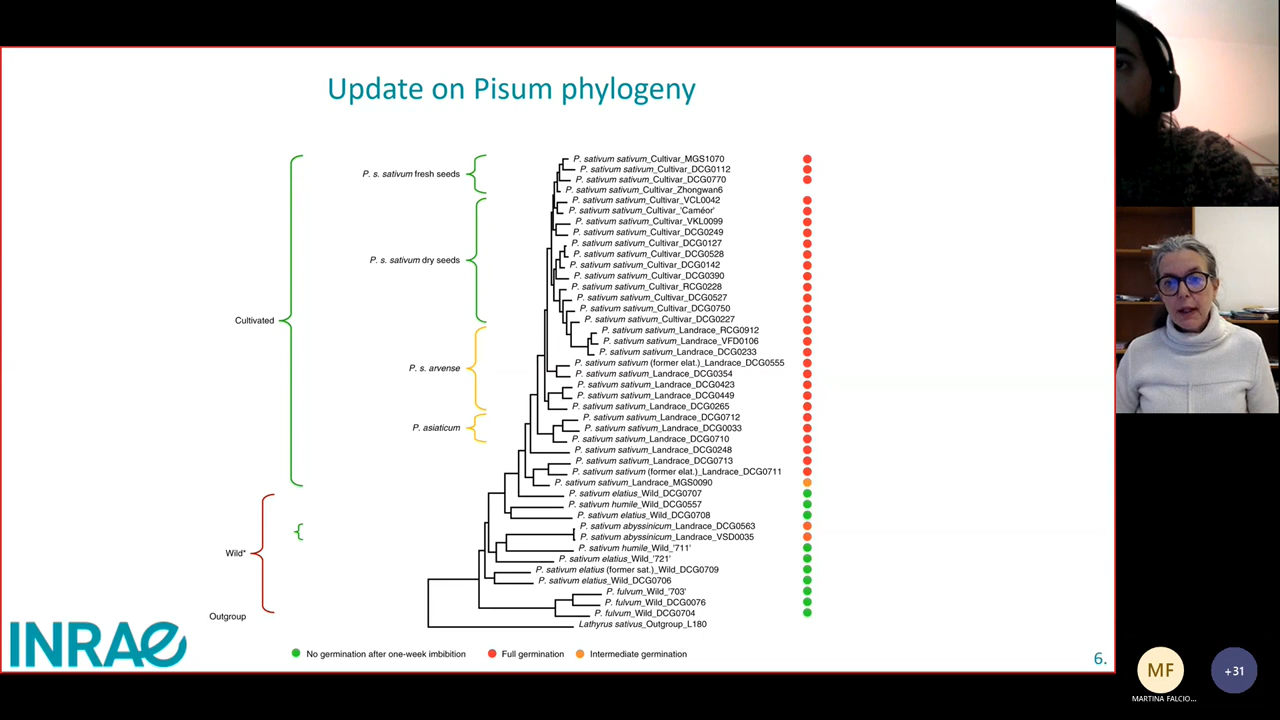 Update on Pisum phylogeny
P. s. sativum fresh seeds
P. s. sativum dry seeds
Cultivated
P. s. arvense
P. asiaticum
Wild*
Outgroup
P. sativum sativum_Cultivar_MGS1070
P. sativum sativum_Cultivar_DCG0112
P. sativum sativum_Cultivar_DCG0770
P. sativum sativum_Cultivar_Zhongwan6
P. sativum sativum_Cultivar_VCL0042
P. sativum sativum_Cultivar_'Caméor'
P. sativum sativum_Cultivar_VKL0099
P. sativum sativum_Cultivar_DCG0249
P. sativum sativum_Cultivar_DCG0127
P. sativum sativum_Cultivar_DCG0528
P. sativum sativum_Cultivar_DCG0142
P. sativum sativum_Cultivar_DCG0390
P. sativum sativum_Cultivar_RCG0228
P. sativum sativum_Cultivar_DCG0527
P. sativum sativum_Cultivar_DCG0750
P. sativum sativum_Cultivar_DCG0227
P. sativum sativum_Landrace_RCG0912
P. sativum sativum_Landrace_VFD0106
P. sativum sativum_Landrace_DCG0233
P. sativum sativum (former elat.)_Landrace_DCG0555
P. sativum sativum_Landrace_DCG0354
P. sativum sativum_Landrace_DCG0423
P. sativum sativum_Landrace_DCG0449
P. sativum sativum_Landrace_DCG0265
P. sativum sativum_Landrace_DCG0712
P. sativum sativum_Landrace_DCG0033
P. sativum sativum_Landrace_DCG0710
P. sativum sativum_Landrace_DCG0248
P. sativum sativum_Landrace_DCG0713
P. sativum sativum (former elat.)_Landrace_DCG0711
P. sativum sativum_Landrace_MGS0090
P. sativum elatius_Wild_DCG0707
P. sativum humile_Wild_DCG0557
P. sativum elatius_Wild_DCG0708
P. sativum abyssinicum_Landrace_DCG0563
P. sativum abyssinicum_Landrace_VSD0035
P. sativum humile_Wild_'711'
P. sativum elatius_Wild_'721'
P. sativum elatius (former sat.)_Wild_DCG0709
P. sativum elatius_Wild_DCG0706
P. fulvum_Wild_'703'
P. fulvum_Wild_DCG0076
P. fulvum_Wild_DCG0704
Lathyrus sativus_Outgroup_L180
No germination after one-week imbibition
Full germination
Intermediate germination
INRAE
6.
MF
+31
MARTINA FALCIO...